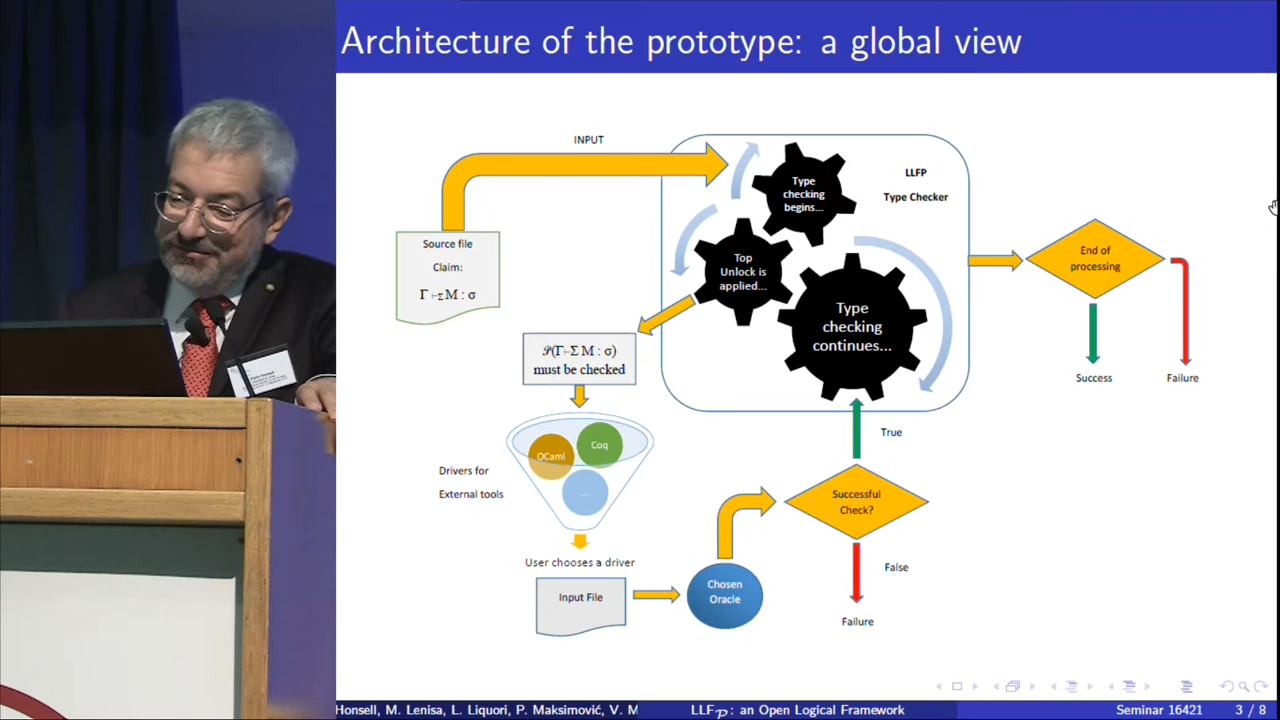 Architecture of the prototype: a global view
INPUT
LLFP
Type Checker
Type
checking
begins...
Source file
Claim:
Γ ⊢Σ M : σ
Top
Unlock is
applied...
Type
checking
continues...
End of
processing
Success
Failure
𝒫(Γ⊢Σ M : σ)
must be checked
OCaml
Coq
...
Drivers for
External tools
True
Successful
Check?
User chooses a driver
Input File
Chosen
Oracle
False
Failure
Honsell, M. Lenisa, L. Liquori, P. Maksimović, V. M
LLF𝒫: an Open Logical Framework
Seminar 16421
3 / 8